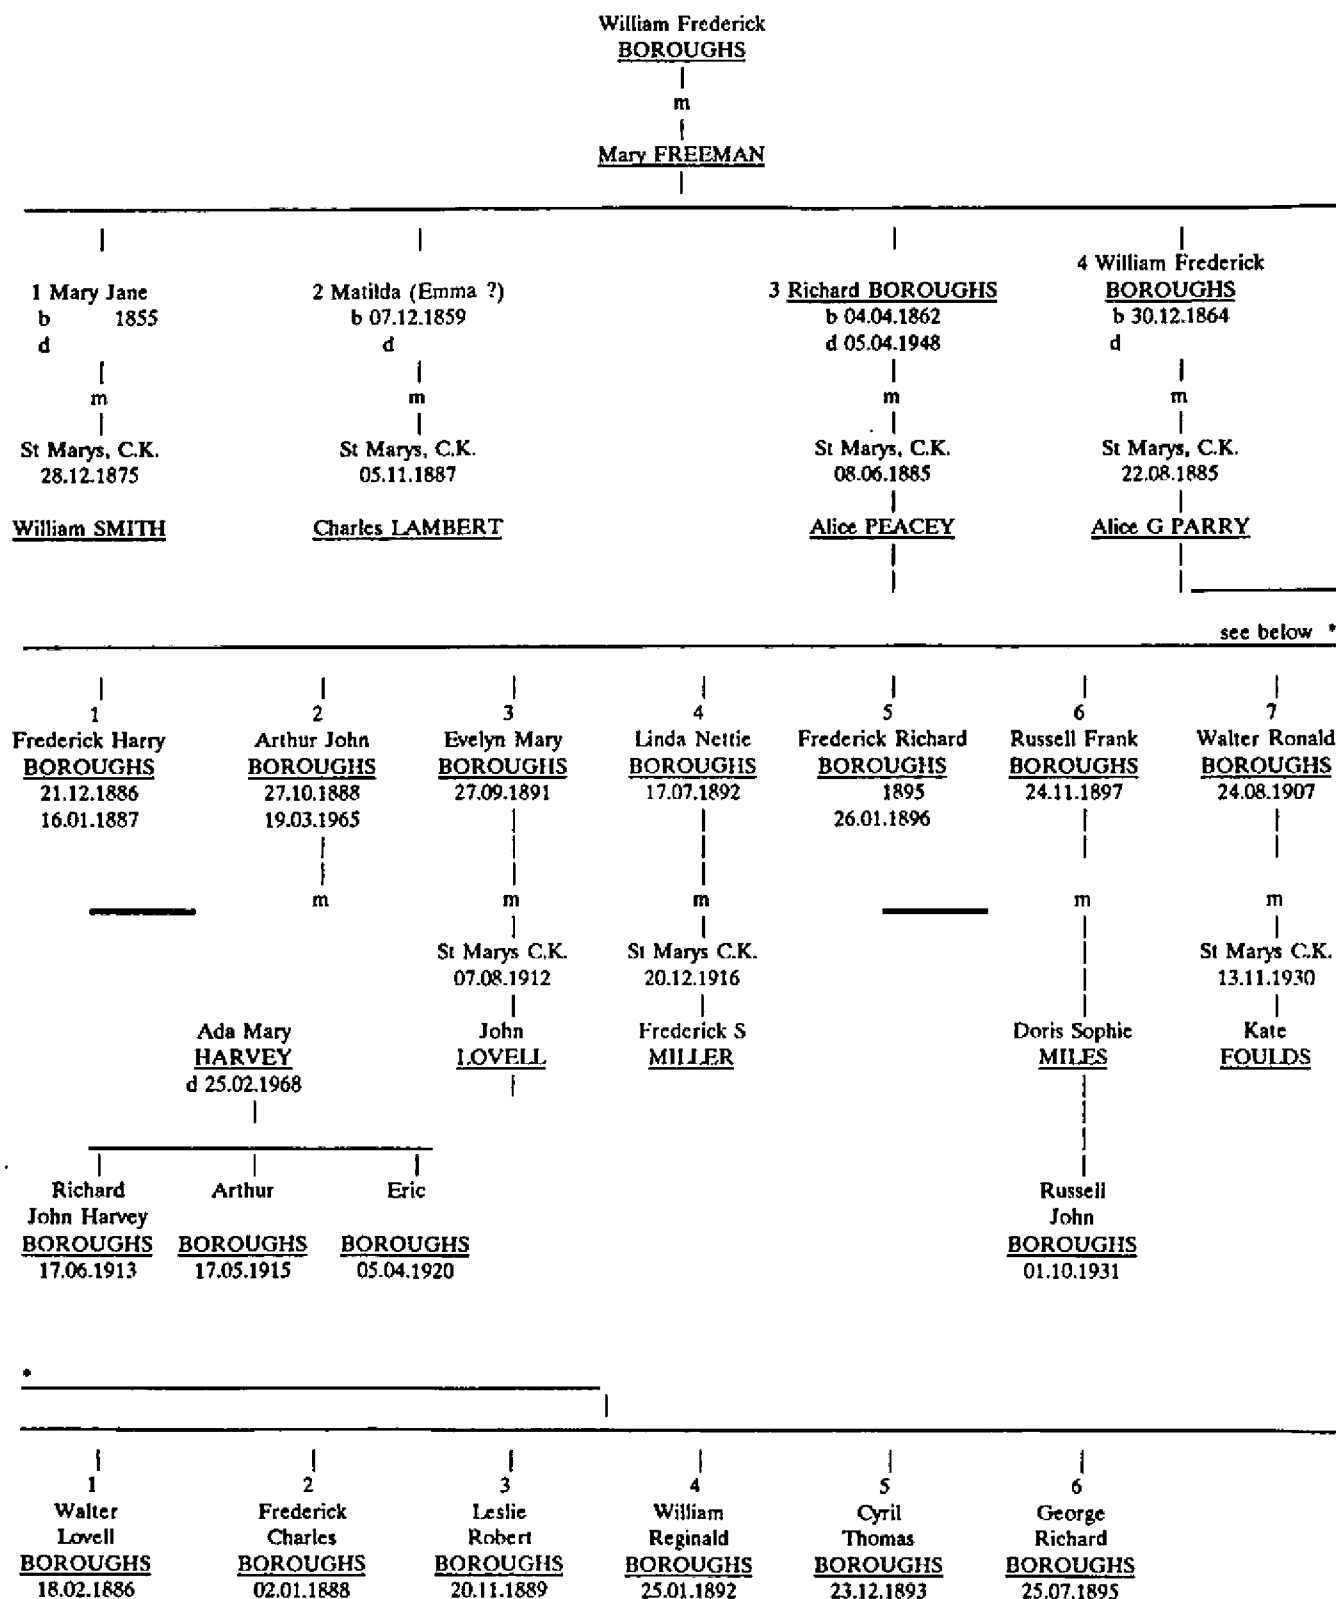 William Frederick
BOROUGHS
m
Mary FREEMAN
1 Mary Jane
b 1855
d
m
St Marys, C.K.
28.12.1875
William SMITH
2 Matilda (Emma ?)
b 07.12.1859
d
m
St Marys, C.K.
05.11.1887
Charles LAMBERT
3 Richard BOROUGHS
b 04.04.1862
d 05.04.1948
m
St Marys, C.K.
08.06.1885
Alice PEACEY
4 William Frederick
BOROUGHS
b 30.12.1864
d
m
St Marys, C.K.
22.08.1885
Alice G PARRY
see below *
1
Frederick Harry
BOROUGHS
21.12.1886
16.01.1887
2
Arthur John
BOROUGHS
27.10.1888
19.03.1965
m
Ada Mary
HARVEY
d 25.02.1968
3
Evelyn Mary
BOROUGHS
27.09.1891
m
St Marys C.K.
07.08.1912
John
LOVELL
4
Linda Nettie
BOROUGHS
17.07.1892
m
St Marys C.K.
20.12.1916
Frederick S
MILLER
5
Frederick Richard
BOROUGHS
1895
26.01.1896
6
Russell Frank
BOROUGHS
24.11.1897
m
Doris Sophie
MILES
7
Walter Ronald
BOROUGHS
24.08.1907
m
St Marys C.K.
13.11.1930
Kate
FOULDS
Richard
John Harvey
BOROUGHS
17.06.1913
Arthur
BOROUGHS
17.05.1915
Eric
BOROUGHS
05.04.1920
Russell
John
BOROUGHS
01.10.1931
*
1
Walter
Lovell
BOROUGHS
18.02.1886
2
Frederick
Charles
BOROUGHS
02.01.1888
3
Leslie
Robert
BOROUGHS
20.11.1889
4
William
Reginald
BOROUGHS
25.01.1892
5
Cyril
Thomas
BOROUGHS
23.12.1893
6
George
Richard
BOROUGHS
25.07.1895